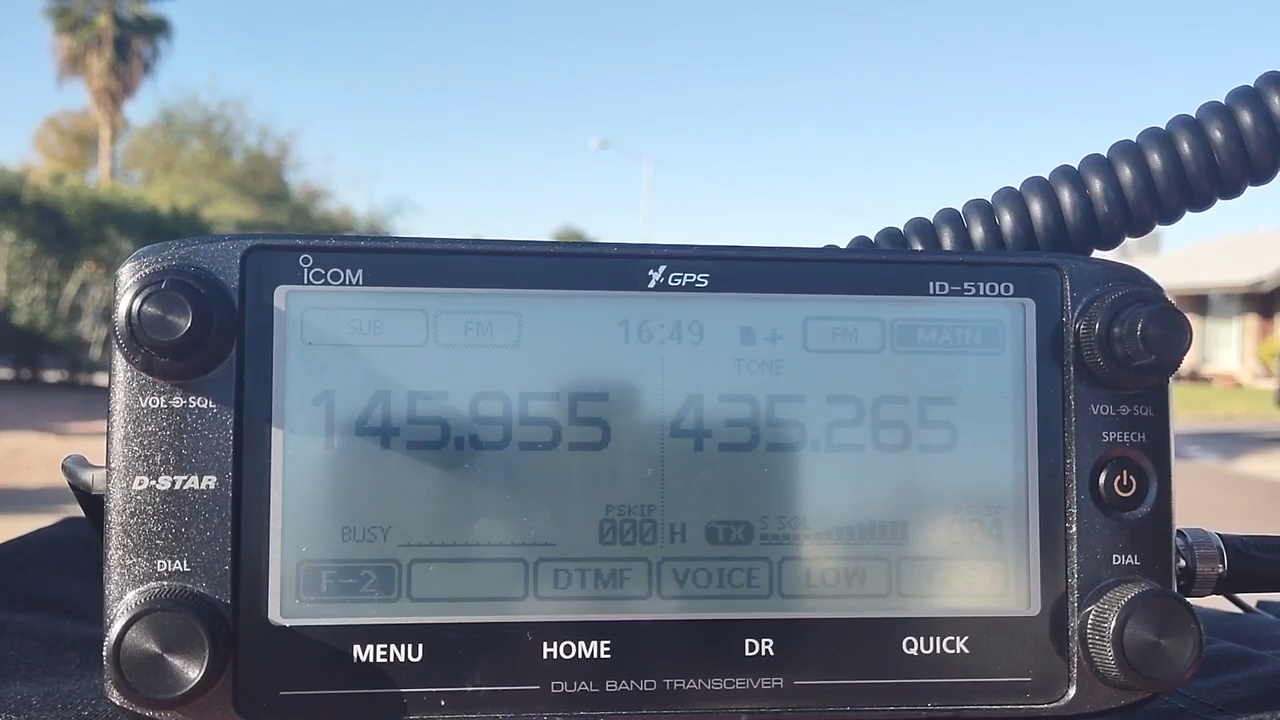 ICOM
GPS
ID-5100
SUB FM 16:49 FM MAIN
TONE
145.955 435.265
VOL SQL
VOL SQL
SPEECH
D-STAR
PSKIP PSKIP
BUSY 000 H TX S SQL
DIAL
DIAL
F-2 DTMF VOICE LOW
MENU HOME DR QUICK
DUAL BAND TRANSCEIVER